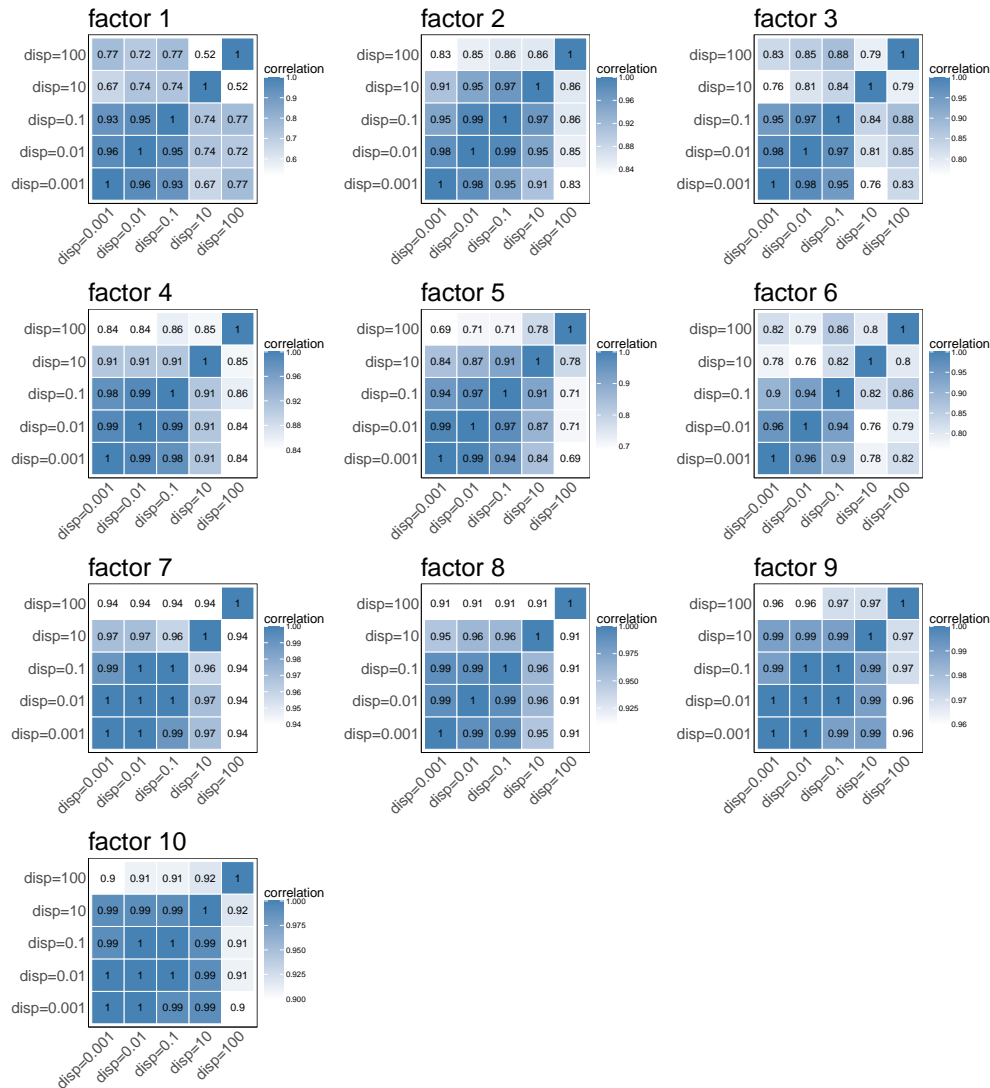 factor 1
disp=100 0.77 0.72 0.77 0.52 1
disp=10 0.67 0.74 0.74 1 0.52
disp=0.1 0.93 0.95 1 0.74 0.77
disp=0.01 0.96 1 0.95 0.74 0.72
disp=0.001 1 0.96 0.93 0.67 0.77
disp=0.001 disp=0.01 disp=0.1 disp=10 disp=100
correlation
1.0
0.9
0.8
0.7
0.6
factor 2
0.83 0.85 0.86 0.86 1
0.91 0.95 0.97 1 0.86
0.95 0.99 1 0.97 0.86
0.98 1 0.99 0.95 0.85
1 0.98 0.95 0.91 0.83
disp=0.001 disp=0.01 disp=0.1 disp=10 disp=100
correlation
1.00
0.96
0.92
0.88
0.84
factor 3
0.83 0.85 0.88 0.79 1
0.76 0.81 0.84 1 0.79
0.95 0.97 1 0.84 0.88
0.98 1 0.97 0.81 0.85
1 0.98 0.95 0.76 0.83
disp=100
disp=10
disp=0.1
disp=0.01
disp=0.001
disp=0.001 disp=0.01 disp=0.1 disp=10 disp=100
correlation
1.00
0.95
0.90
0.85
0.80
factor 4
disp=100 0.84 0.84 0.86 0.85 1
disp=10 0.91 0.91 0.91 1 0.85
disp=0.1 0.98 0.99 1 0.91 0.86
disp=0.01 0.99 1 0.99 0.91 0.84
disp=0.001 1 0.99 0.98 0.91 0.84
disp=0.001 disp=0.01 disp=0.1 disp=10 disp=100
correlation
1.00
0.96
0.92
0.88
0.84
factor 5
disp=100 0.69 0.71 0.71 0.78 1
disp=10 0.84 0.87 0.91 1 0.78
disp=0.1 0.94 0.97 1 0.91 0.71
disp=0.01 0.99 1 0.97 0.87 0.71
disp=0.001 1 0.99 0.94 0.84 0.69
disp=0.001 disp=0.01 disp=0.1 disp=10 disp=100
correlation
1.0
0.9
0.8
0.7
factor 6
disp=100 0.82 0.79 0.86 0.8 1
disp=10 0.78 0.76 0.82 1 0.8
disp=0.1 0.9 0.94 1 0.82 0.86
disp=0.01 0.96 1 0.94 0.76 0.79
disp=0.001 1 0.96 0.9 0.78 0.82
disp=0.001 disp=0.01 disp=0.1 disp=10 disp=100
correlation
1.00
0.95
0.90
0.85
0.80
factor 7
disp=100 0.94 0.94 0.94 0.94 1
disp=10 0.97 0.97 0.96 1 0.94
disp=0.1 0.99 1 1 0.96 0.94
disp=0.01 1 1 1 0.97 0.94
disp=0.001 1 1 0.99 0.97 0.94
disp=0.001 disp=0.01 disp=0.1 disp=10 disp=100
correlation
1.00
0.99
0.98
0.97
0.96
0.95
0.94
factor 8
disp=100 0.91 0.91 0.91 0.91 1
disp=10 0.95 0.96 0.96 1 0.91
disp=0.1 0.99 0.99 1 0.96 0.91
disp=0.01 0.99 1 0.99 0.96 0.91
disp=0.001 1 0.99 0.99 0.95 0.91
disp=0.001 disp=0.01 disp=0.1 disp=10 disp=100
correlation
1.000
0.975
0.950
0.925
factor 9
disp=100 0.96 0.96 0.97 0.97 1
disp=10 0.99 0.99 0.99 1 0.97
disp=0.1 0.99 1 1 0.99 0.97
disp=0.01 1 1 1 0.99 0.96
disp=0.001 1 1 0.99 0.99 0.96
disp=0.001 disp=0.01 disp=0.1 disp=10 disp=100
correlation
1.00
0.99
0.98
0.97
0.96
factor 10
disp=100 0.9 0.91 0.91 0.92 1
disp=10 0.99 0.99 0.99 1 0.92
disp=0.1 0.99 1 1 0.99 0.91
disp=0.01 1 1 1 0.99 0.91
disp=0.001 1 1 0.99 0.99 0.9
disp=0.001 disp=0.01 disp=0.1 disp=10 disp=100
correlation
1.000
0.975
0.950
0.925
0.900